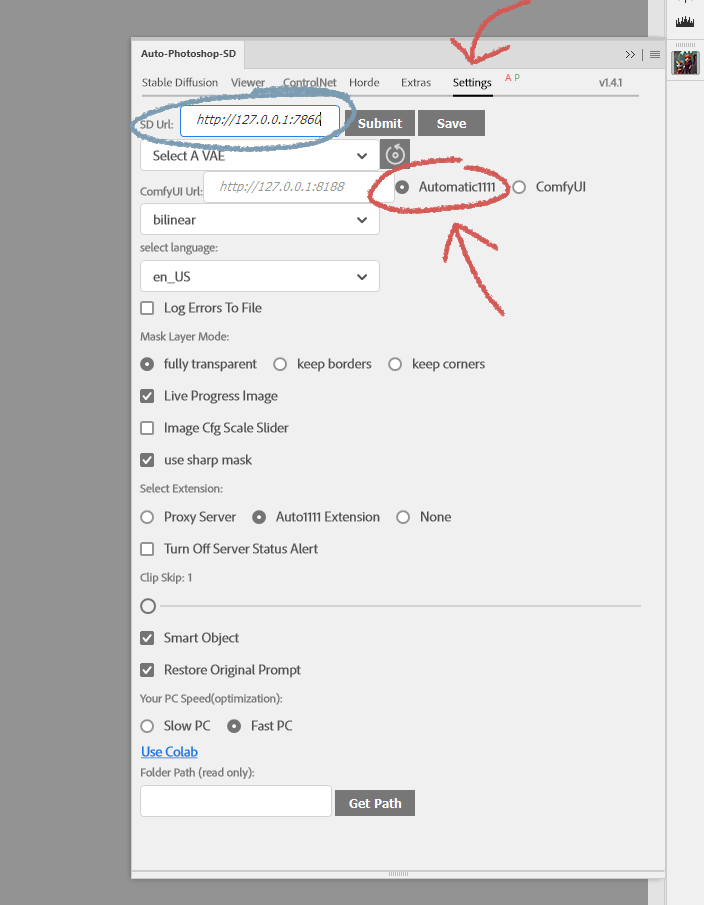 Auto-Photoshop-SD
Stable Diffusion Viewer ControlNet Horde Extras Settings A P v1.4.1
SD Url: http://127.0.0.1:7860 Submit Save
Select A VAE
ComfyUI Url: http://127.0.0.1:8188 Automatic1111 ComfyUI
bilinear
select language:
en_US
Log Errors To File
Mask Layer Mode:
fully transparent keep borders keep corners
Live Progress Image
Image Cfg Scale Slider
use sharp mask
Select Extension:
Proxy Server Auto1111 Extension None
Turn Off Server Status Alert
Clip Skip: 1
Smart Object
Restore Original Prompt
Your PC Speed(optimization):
Slow PC Fast PC
Use Colab
Folder Path (read only):
Get Path